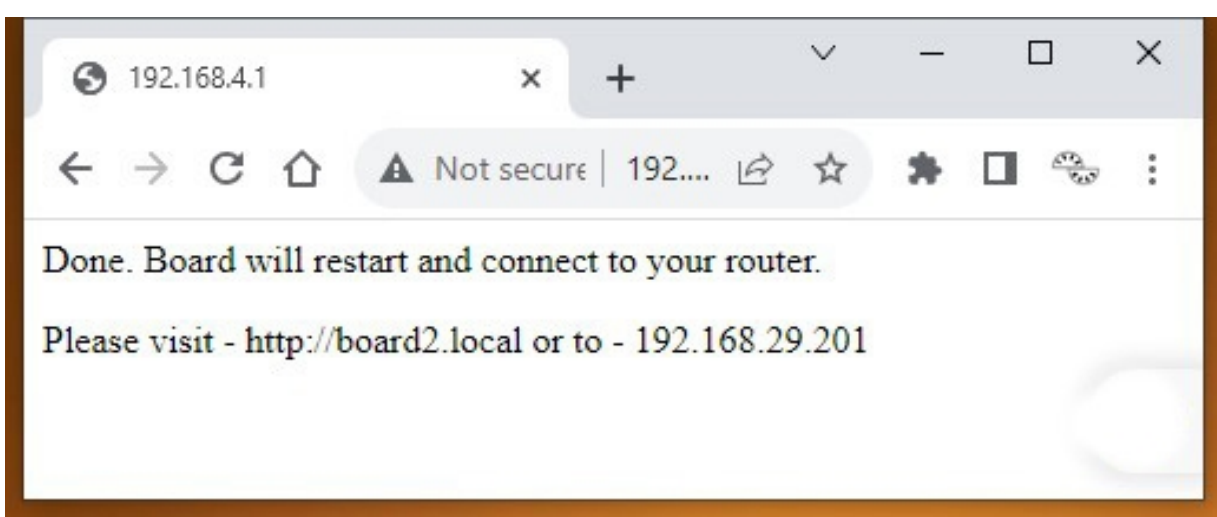 192.168.4.1
Not secure 192....
Done. Board will restart and connect to your router.
Please visit - http://board2.local or to - 192.168.29.201